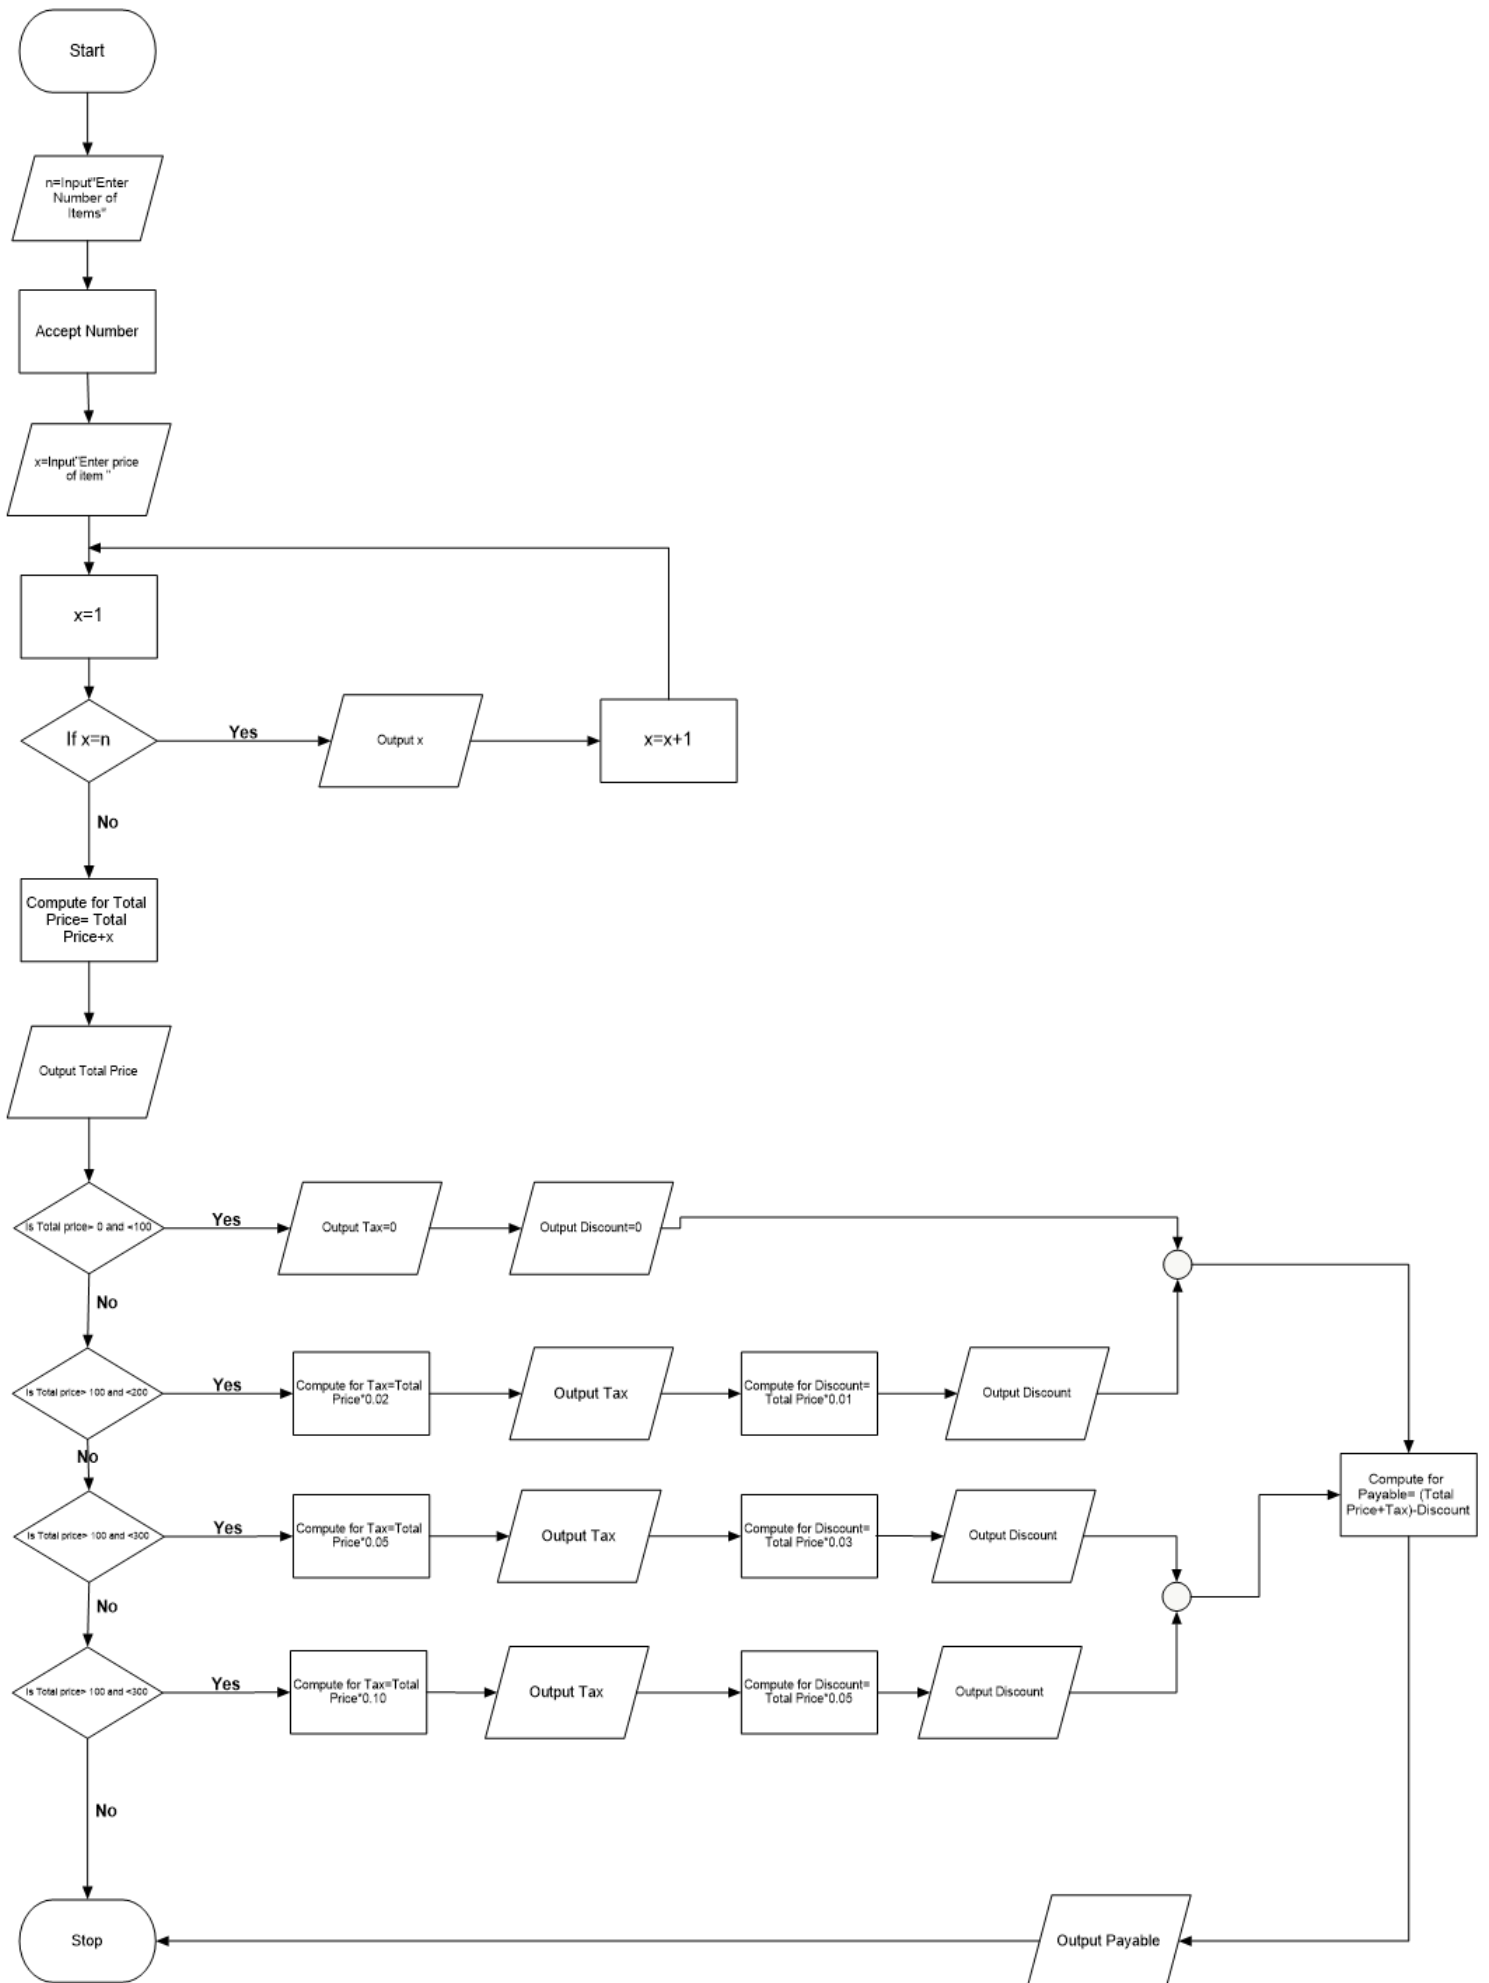 Start
n=Input"Enter
Number of
Items"
Accept Number
x=Input"Enter price
of item "
x=1
If x=n
Yes
Output x
x=x+1
No
Compute for Total
Price= Total
Price+x
Output Total Price
Is Total price> 0 and <100
Yes
Output Tax=0
Output Discount=0
No
Is Total price> 100 and <200
Yes
Compute for Tax=Total
Price*0.02
Output Tax
Compute for Discount=
Total Price*0.01
Output Discount
No
Is Total price> 100 and <300
Yes
Compute for Tax=Total
Price*0.05
Output Tax
Compute for Discount=
Total Price*0.03
Output Discount
Compute for
Payable= (Total
Price+Tax)-Discount
No
Is Total price> 100 and <300
Yes
Compute for Tax=Total
Price*0.10
Output Tax
Compute for Discount=
Total Price*0.05
Output Discount
No
Stop
Output Payable